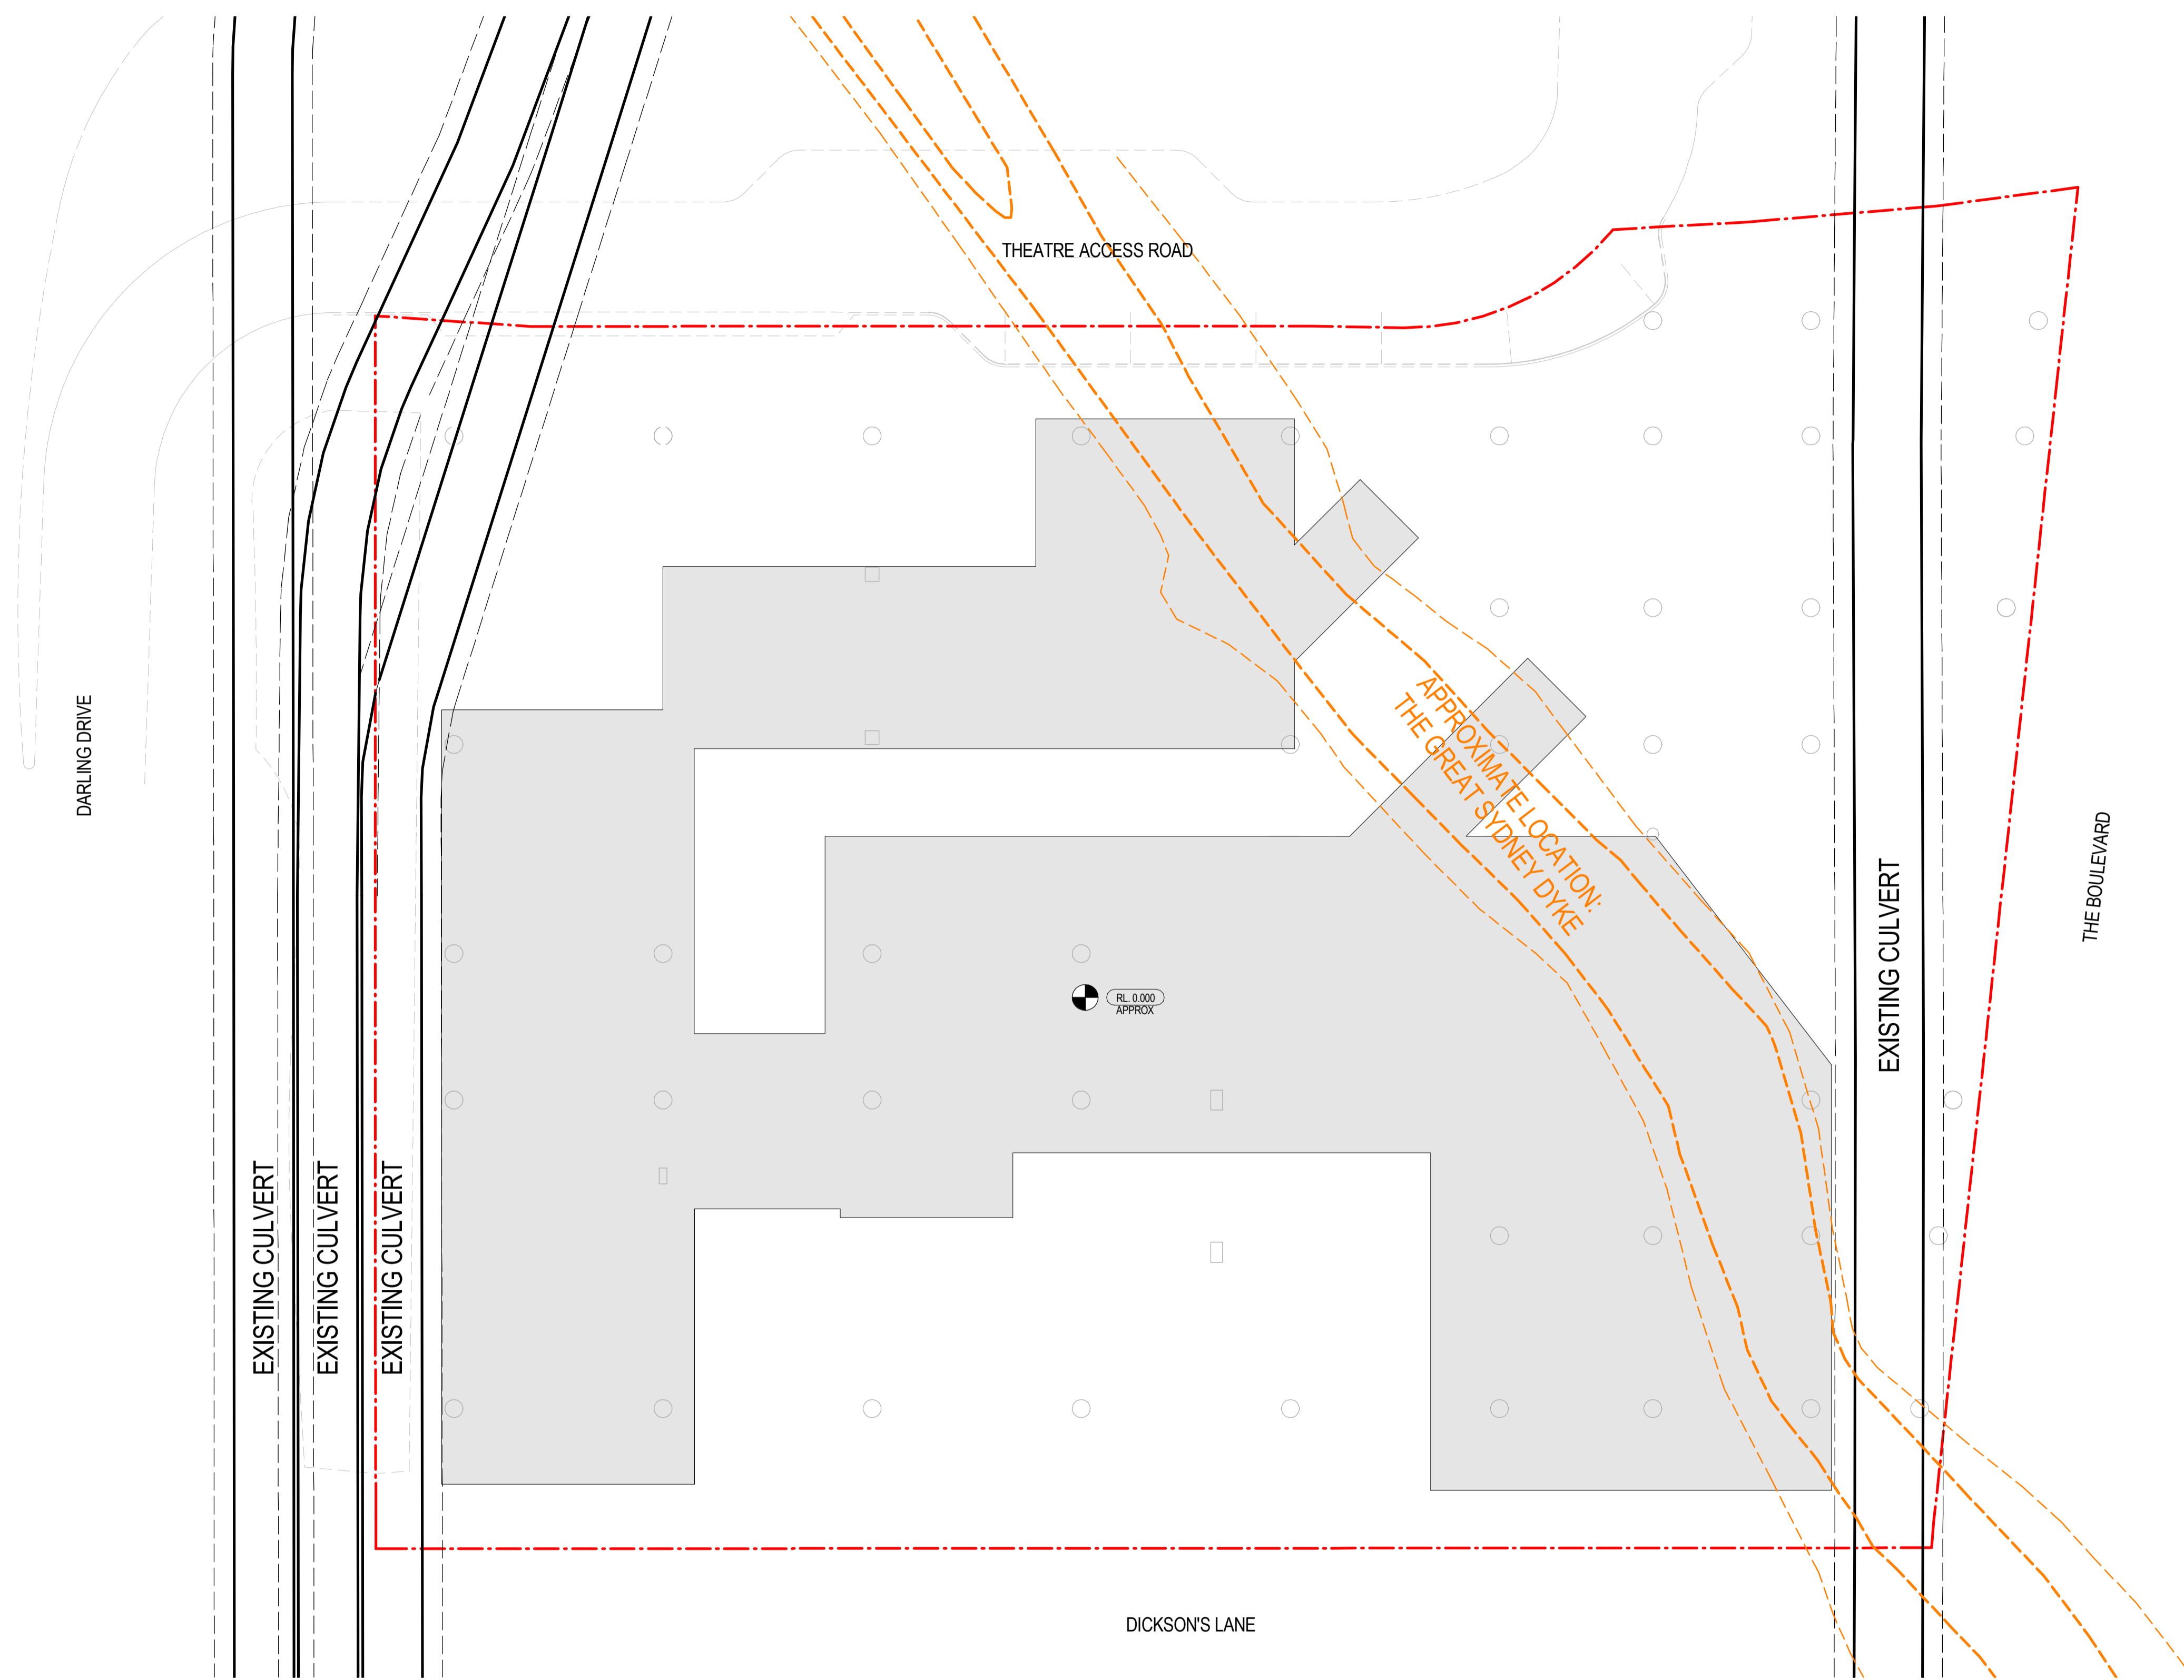 THEATRE ACCESS ROAD
DARLING DRIVE
APPROXIMATE LOCATION:
THE GREAT SYDNEY DYKE
THE BOULEVARD
EXISTING CULVERT
RL. 0.000
APPROX
EXISTING CULVERT
EXISTING CULVERT
EXISTING CULVERT
DICKSON'S LANE